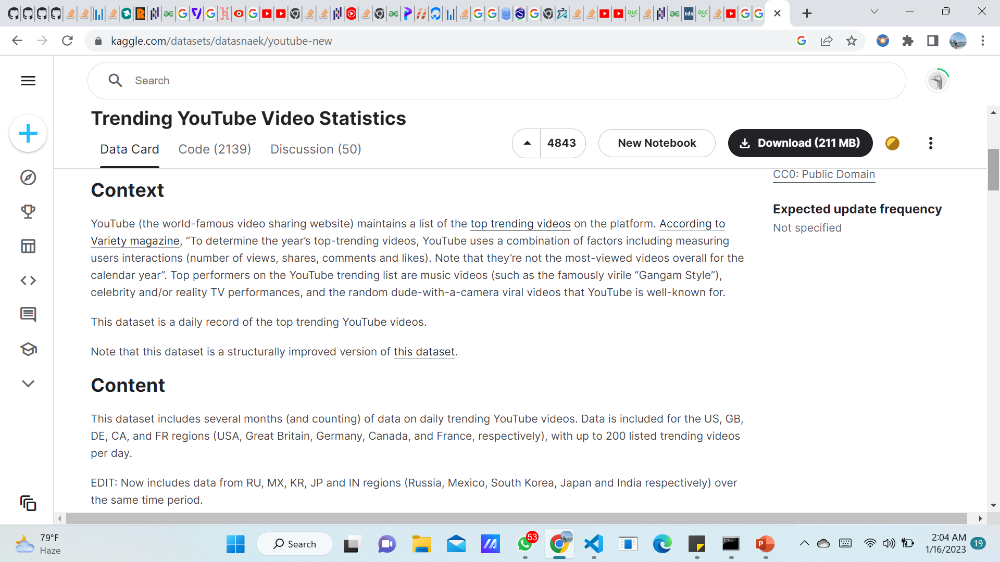 tds
DLC
DLC
kaggle.com/datasets/datasnaek/youtube-new
Search
Trending YouTube Video Statistics
Data Card
Code (2139)
Discussion (50)
4843
New Notebook
Download (211 MB)
CC0: Public Domain
Expected update frequency
Not specified
Context
YouTube (the world-famous video sharing website) maintains a list of the top trending videos on the platform. According to
Variety magazine, “To determine the year’s top-trending videos, YouTube uses a combination of factors including measuring
users interactions (number of views, shares, comments and likes). Note that they’re not the most-viewed videos overall for the
calendar year”. Top performers on the YouTube trending list are music videos (such as the famously virile “Gangam Style”),
celebrity and/or reality TV performances, and the random dude-with-a-camera viral videos that YouTube is well-known for.
This dataset is a daily record of the top trending YouTube videos.
Note that this dataset is a structurally improved version of this dataset.
Content
This dataset includes several months (and counting) of data on daily trending YouTube videos. Data is included for the US, GB,
DE, CA, and FR regions (USA, Great Britain, Germany, Canada, and France, respectively), with up to 200 listed trending videos
per day.
EDIT: Now includes data from RU, MX, KR, JP and IN regions (Russia, Mexico, South Korea, Japan and India respectively) over
the same time period.
79°F
Haze
Search
53
2:04 AM
1/16/2023
19